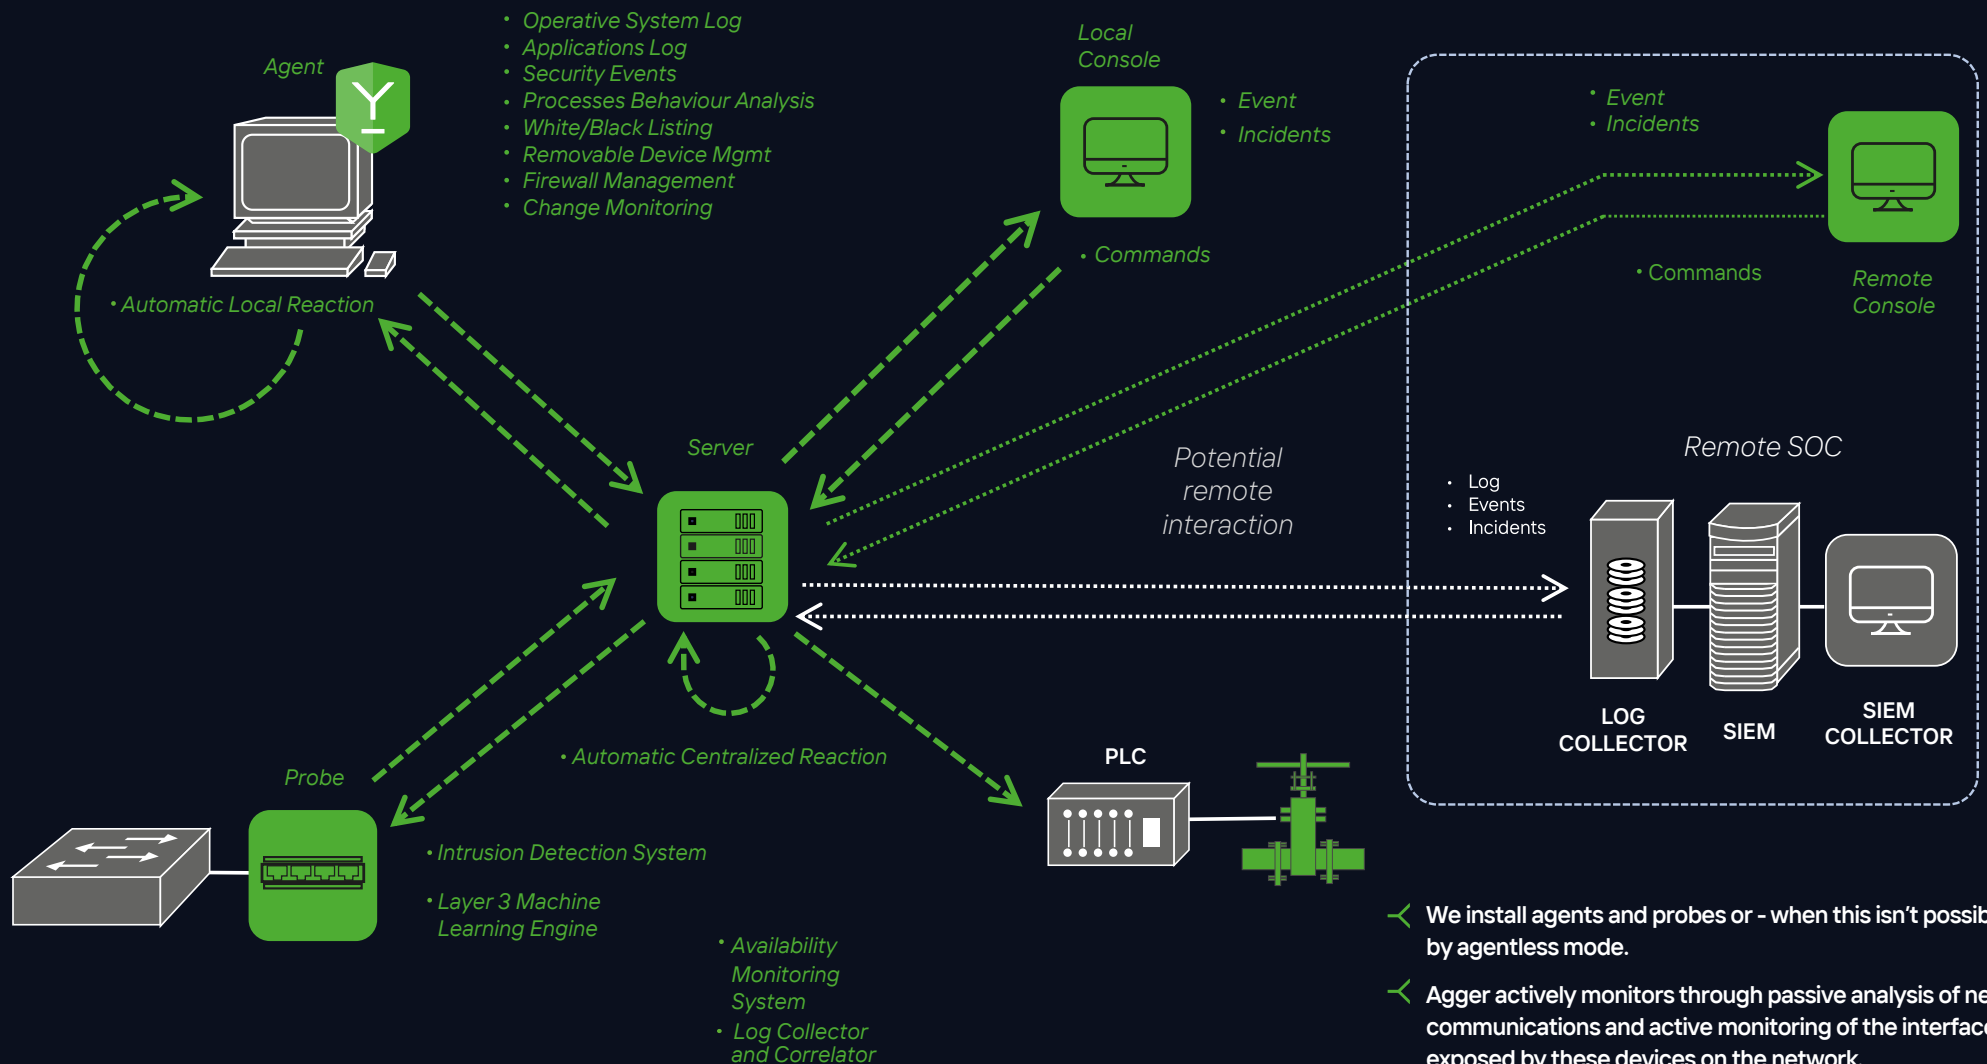 Agent
• Operative System Log
• Applications Log
• Security Events
• Processes Behaviour Analysis
• White/Black Listing
• Removable Device Mgmt
• Firewall Management
• Change Monitoring
• Automatic Local Reaction
Local
Console
• Event
• Incidents
• Commands
• Event
• Incidents
• Commands
Remote
Console
Server
Potential
remote
interaction
Remote SOC
• Log
• Events
• Incidents
LOG
COLLECTOR
SIEM
SIEM
COLLECTOR
• Automatic Centralized Reaction
PLC
Probe
• Intrusion Detection System
• Layer 3 Machine
Learning Engine
• Availability
Monitoring
System
• Log Collector
and Correlator
We install agents and probes or - when this isn't
by agentless mode.
Agger actively monitors through passive analysis of
communications and active monitoring of the
exposed by these devices on the network.